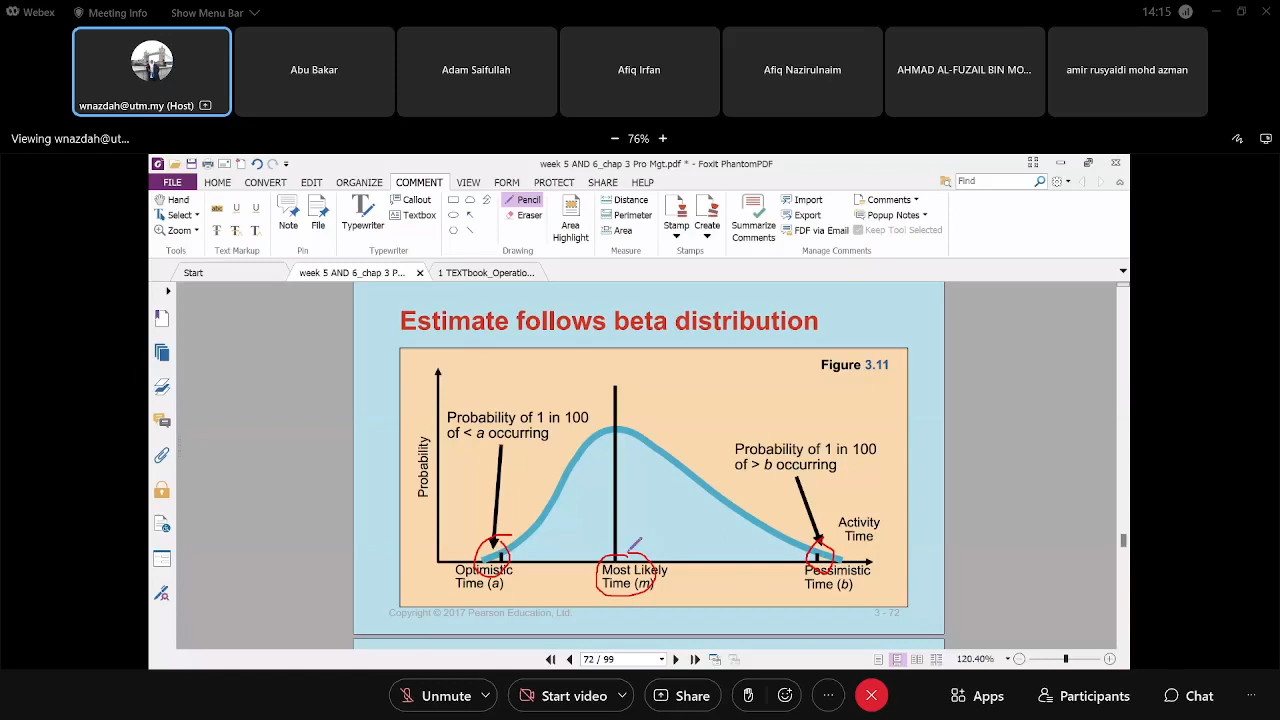 Webex
Meeting Info
Show Menu Bar
14:15
wnazdah@utm.my (Host)
Abu Bakar
Adam Saifullah
Afiq Irfan
Afiq Nazirulnaim
AHMAD AL-FUZAIL BIN MO...
amir rusyaidi mohd azman
Viewing wnazdah@ut...
− 76% +
week 5 AND 6_chap 3 Pro Mgt.pdf * - Foxit PhantomPDF
FILE HOME CONVERT EDIT ORGANIZE COMMENT VIEW FORM PROTECT SHARE HELP
Find
Hand
Select
Zoom
Tools
Text Markup
Note
File
Pin
Typewriter
Callout
Textbox
Typewriter
Pencil
Eraser
Drawing
Area
Highlight
Distance
Perimeter
Area
Measure
Stamp
Create
Stamps
Summarize
Comments
Import
Export
FDF via Email
Comments
Popup Notes
Keep Tool Selected
Manage Comments
Start
week 5 AND 6_chap 3 P...
1 TEXTbook_Operatio...
Estimate follows beta distribution
Figure 3.11
Probability of 1 in 100
of < a occurring
Probability of 1 in 100
of > b occurring
Probability
Activity
Time
Optimistic
Time (a)
Most Likely
Time (m)
Pessimistic
Time (b)
Copyright © 2017 Pearson Education, Ltd.
3 - 72
72 / 99
120.40%
Unmute
Start video
Share
Apps
Participants
Chat